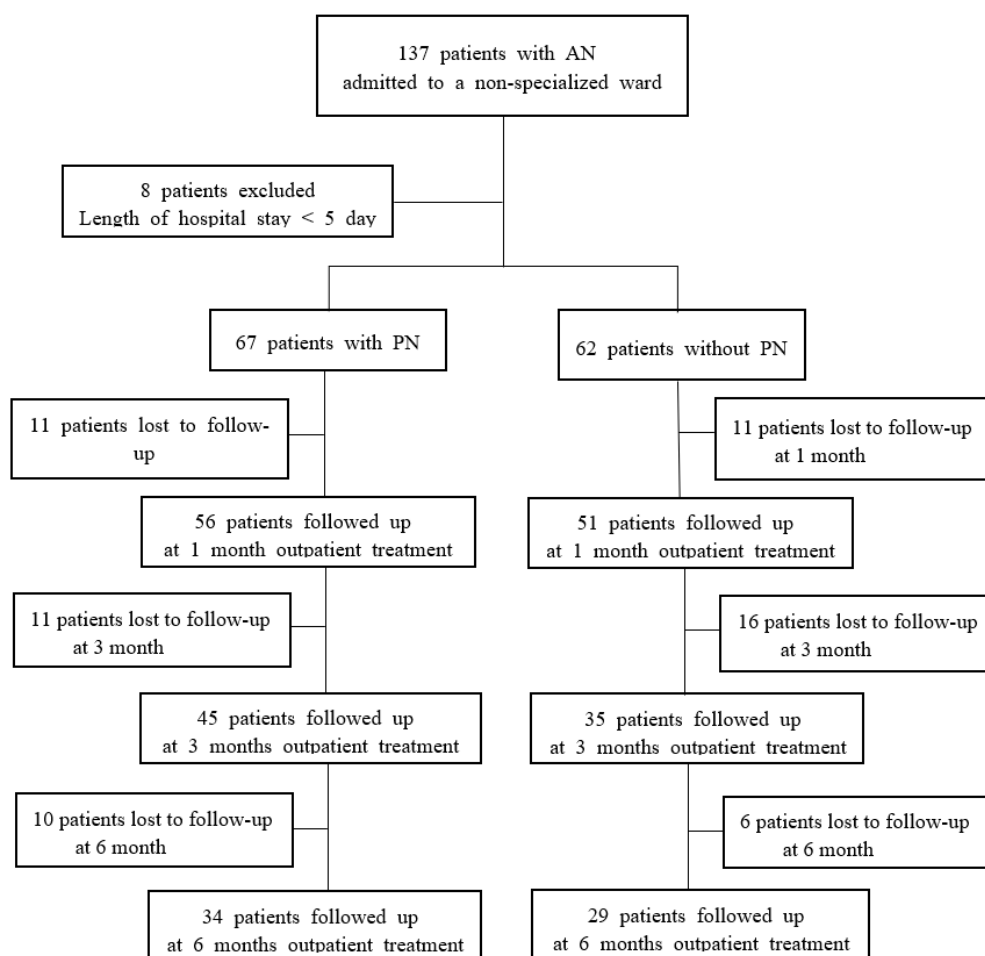 137 patients with AN
admitted to a non-specialized ward
8 patients excluded
Length of hospital stay < 5 day
67 patients with PN
62 patients without PN
11 patients lost to follow-
up
11 patients lost to follow-up
at 1 month
56 patients followed up
at 1 month outpatient treatment
51 patients followed up
at 1 month outpatient treatment
11 patients lost to follow-up
at 3 month
16 patients lost to follow-up
at 3 month
45 patients followed up
at 3 months outpatient treatment
35 patients followed up
at 3 months outpatient treatment
10 patients lost to follow-up
at 6 month
6 patients lost to follow-up
at 6 month
34 patients followed up
at 6 months outpatient treatment
29 patients followed up
at 6 months outpatient treatment